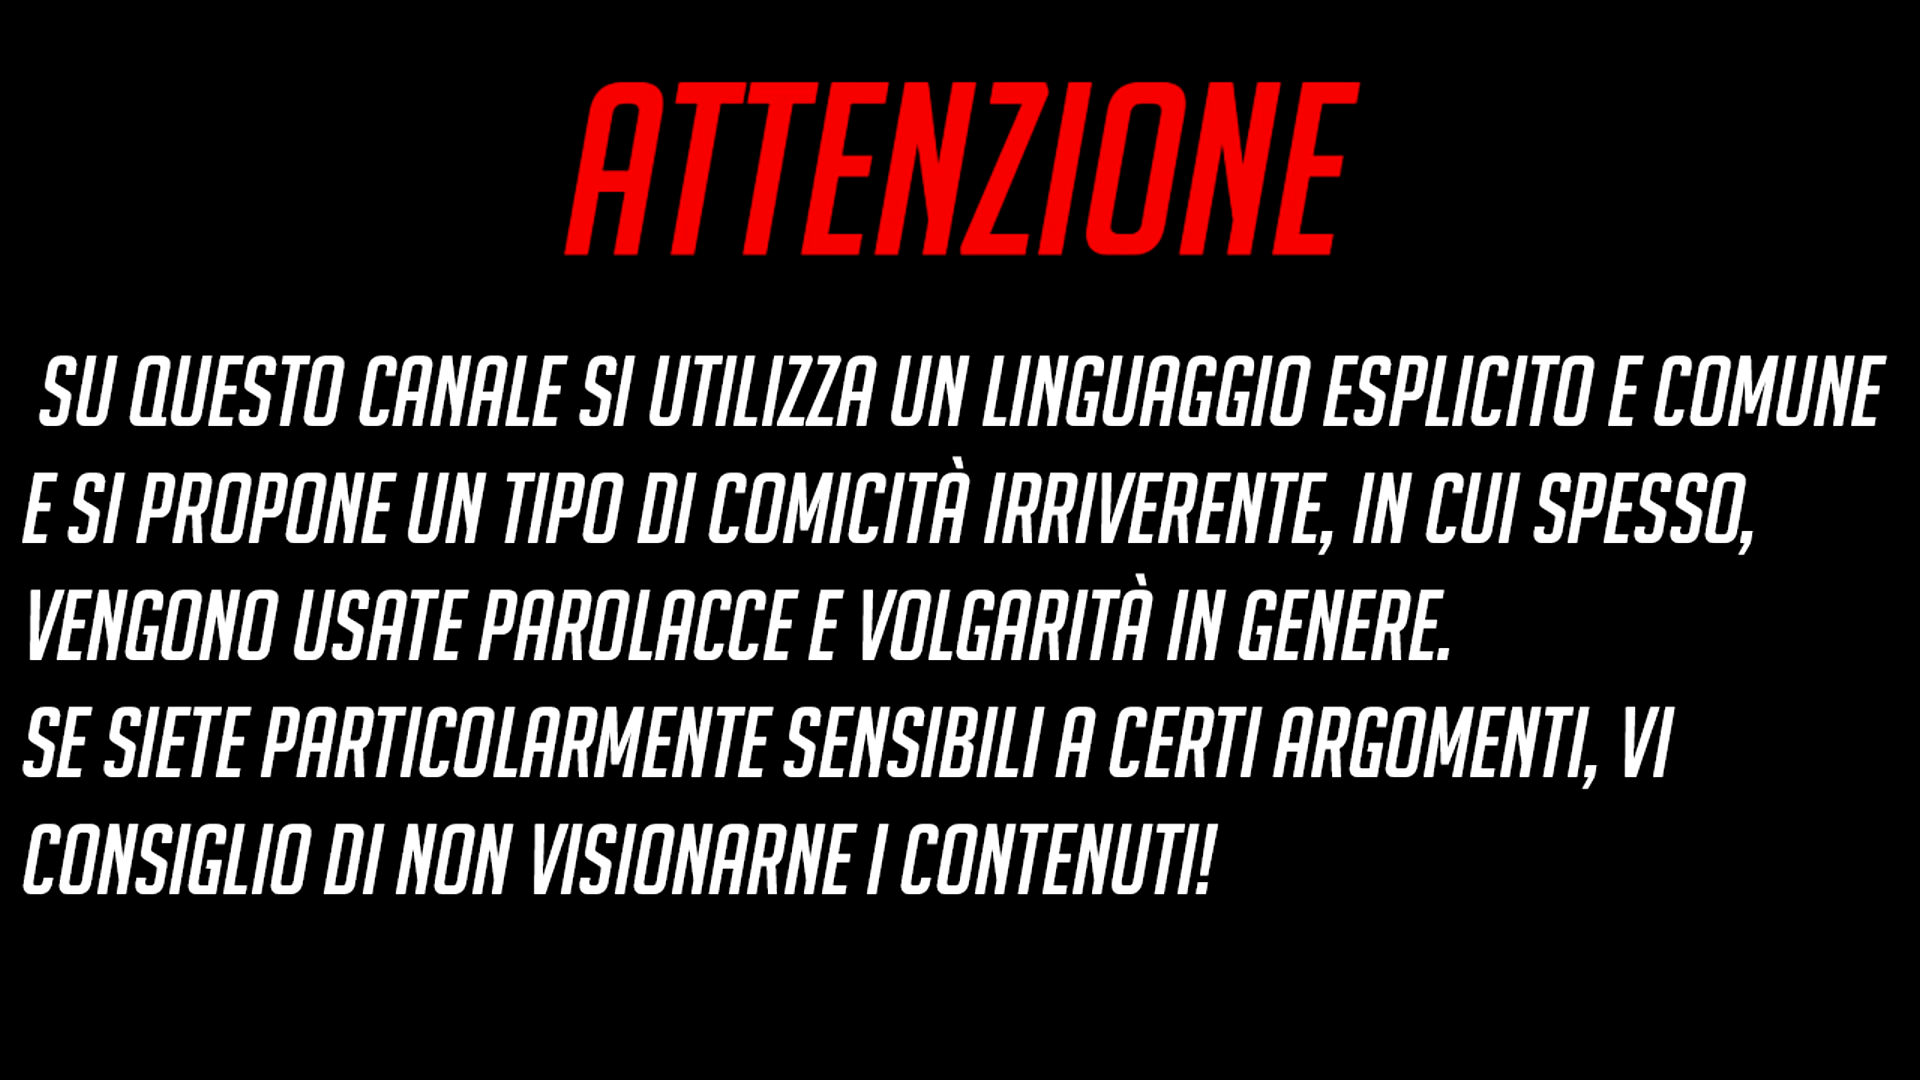 ATTENZIONE
SU QUESTO CANALE SI UTILIZZA UN LINGUAGGIO ESPLICITO E COMUNE
E SI PROPONE UN TIPO DI COMICITÀ IRRIVERENTE, IN CUI SPESSO,
VENGONO USATE PAROLACCE E VOLGARITÀ IN GENERE.
SE SIETE PARTICOLARMENTE SENSIBILI A CERTI ARGOMENTI, VI
CONSIGLIO DI NON VISIONARNE I CONTENUTI!